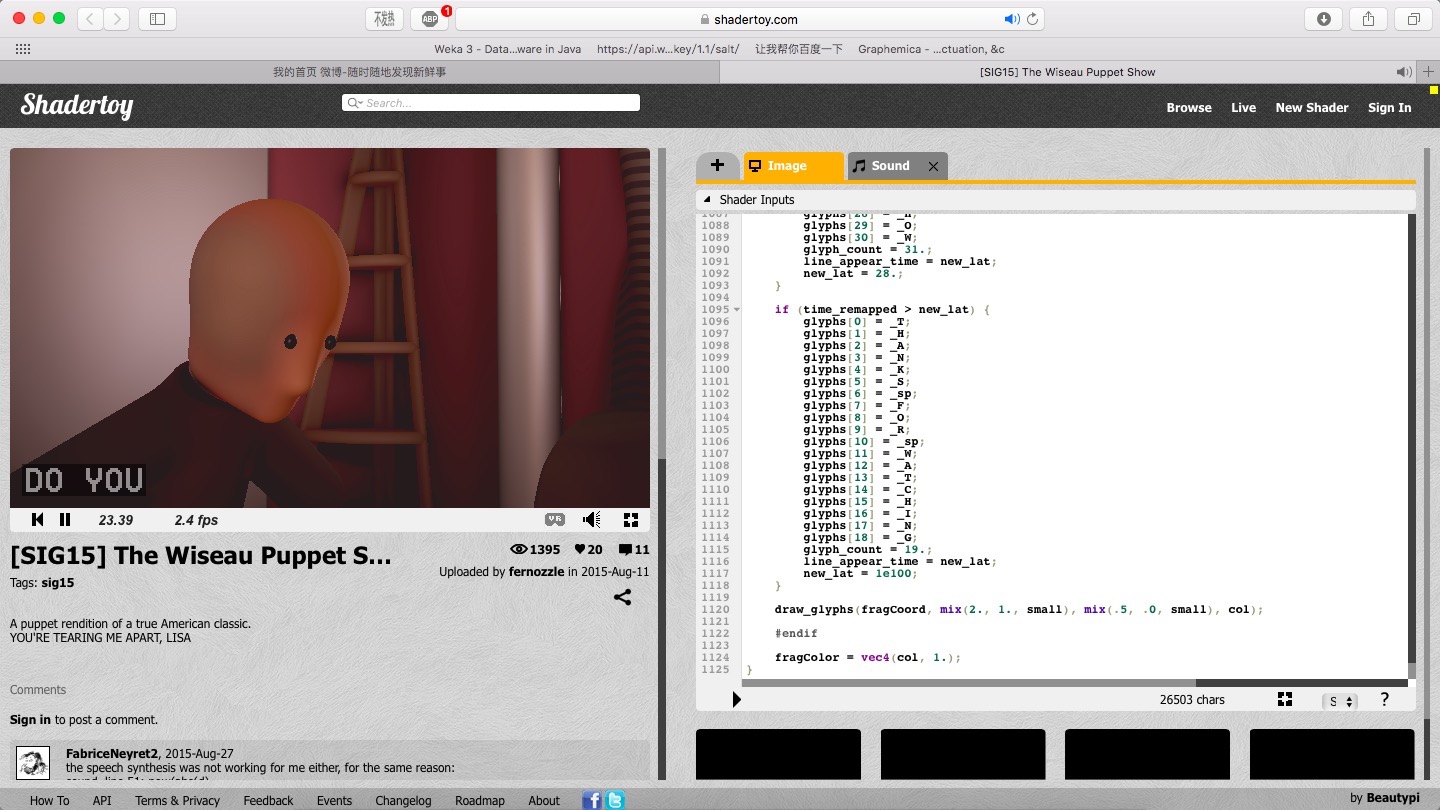 不发热
ABP
1
shadertoy.com
Weka 3 - Data...ware in Java https://api.w...key/1.1/salt/ 让我帮你百度一下 Graphemica - ...ctuation, &c
我的首页 微博-随时随地发现新鲜事
[SIG15] The Wiseau Puppet Show
Shadertoy
Search...
Browse Live New Shader Sign In
+ Image Sound
Shader Inputs
1087 glyphs[28] = _H;
1088 glyphs[29] = _O;
1089 glyphs[30] = _W;
1090 glyph_count = 31.;
1091 line_appear_time = new_lat;
1092 new_lat = 28.;
1093 }
1094
1095 if (time_remapped > new_lat) {
1096 glyphs[0] = _T;
1097 glyphs[1] = _H;
1098 glyphs[2] = _A;
1099 glyphs[3] = _N;
1100 glyphs[4] = _K;
1101 glyphs[5] = _S;
1102 glyphs[6] = _sp;
1103 glyphs[7] = _F;
1104 glyphs[8] = _O;
1105 glyphs[9] = _R;
1106 glyphs[10] = _sp;
1107 glyphs[11] = _W;
1108 glyphs[12] = _A;
1109 glyphs[13] = _T;
1110 glyphs[14] = _C;
1111 glyphs[15] = _H;
1112 glyphs[16] = _I;
1113 glyphs[17] = _N;
1114 glyphs[18] = _G;
1115 glyph_count = 19.;
1116 line_appear_time = new_lat;
1117 new_lat = 1e100;
1118 }
1119
1120 draw_glyphs(fragCoord, mix(2., 1., small), mix(.5, .0, small), col);
1121
1122 #endif
1123
1124 fragColor = vec4(col, 1.);
1125 }
26503 chars S ?
DO YOU
23.39 2.4 fps VR
[SIG15] The Wiseau Puppet S...
1395 20 11
Tags: sig15
Uploaded by fernozzle in 2015-Aug-11
A puppet rendition of a true American classic.
YOU'RE TEARING ME APART, LISA
Comments
Sign in to post a comment.
FabriceNeyret2, 2015-Aug-27
the speech synthesis was not working for me either, for the same reason:
How To API Terms & Privacy Feedback Events Changelog Roadmap About
by Beautypi